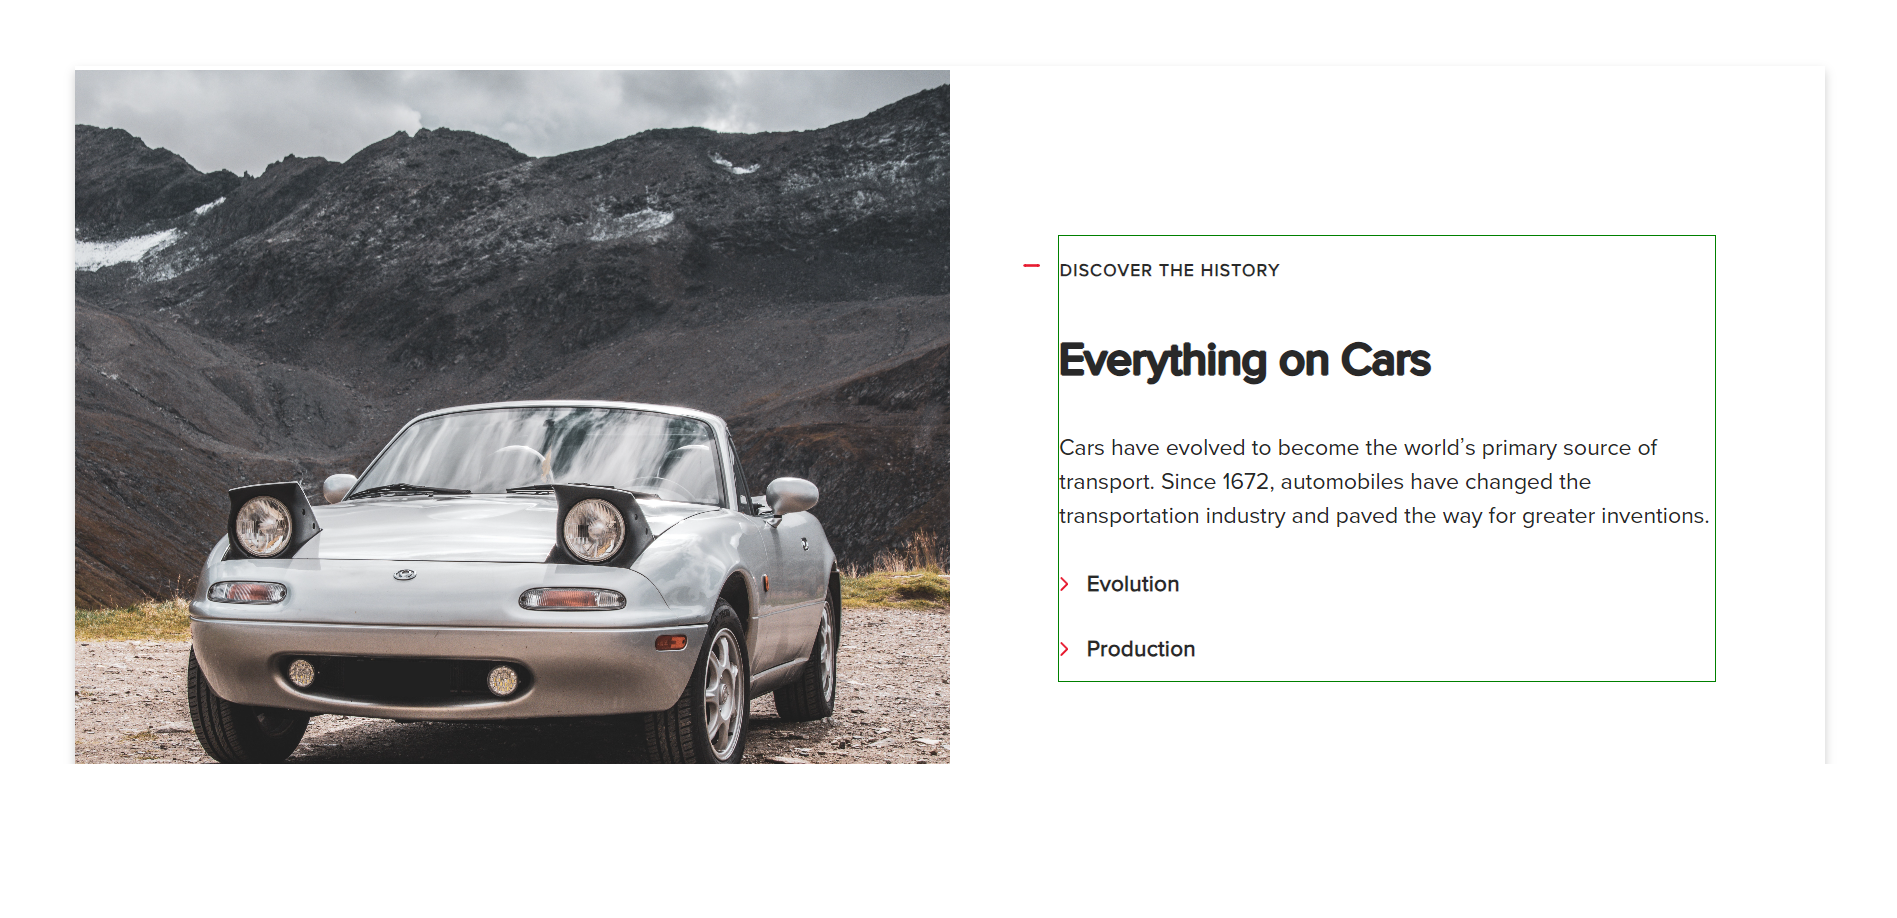 DISCOVER THE HISTORY
Everything on Cars
Cars have evolved to become the world's primary source of
transport. Since 1672, automobiles have changed the
transportation industry and paved the way for greater inventions.
Evolution
Production